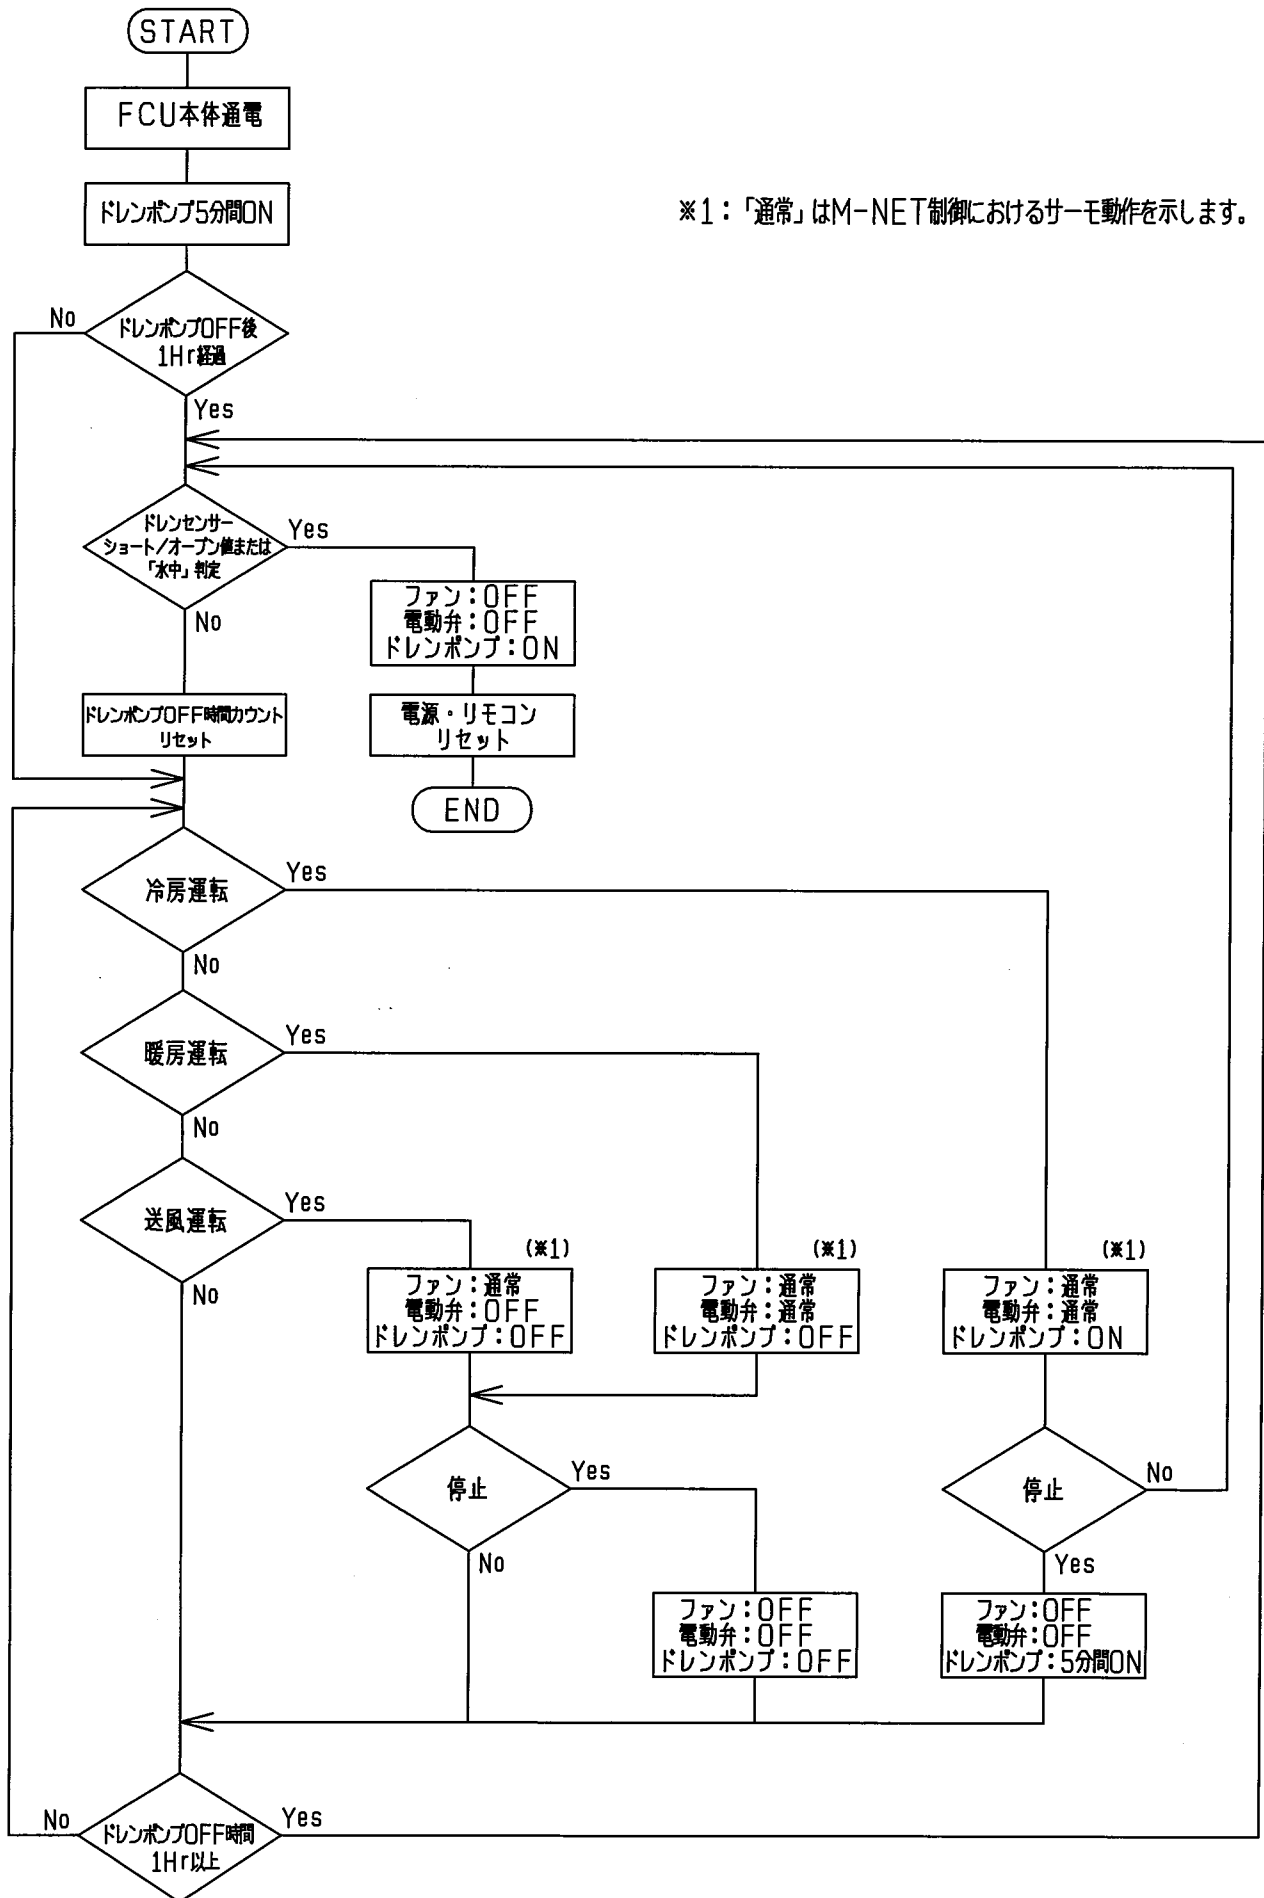 START
FCU本体通電
ドレンポンプ5分間ON
※1：「通常」はM-NET制御におけるサーモ動作を示します。
No
ドレンポンプOFF後
1Hr経過
Yes
ドレンセンサー
ショート/オープン値または
「水中」判定
Yes
No
ファン：OFF
電動弁：OFF
ドレンポンプ：ON
ドレンポンプOFF時間カウント
リセット
電源・リモコン
リセット
END
冷房運転
Yes
No
暖房運転
Yes
No
送風運転
Yes
No
(※1)
ファン：通常
電動弁：OFF
ドレンポンプ：OFF
(※1)
ファン：通常
電動弁：通常
ドレンポンプ：OFF
(※1)
ファン：通常
電動弁：通常
ドレンポンプ：ON
停止
Yes
No
停止
No
Yes
ファン：OFF
電動弁：OFF
ドレンポンプ：OFF
ファン：OFF
電動弁：OFF
ドレンポンプ：5分間ON
No
ドレンポンプOFF時間
1Hr以上
Yes